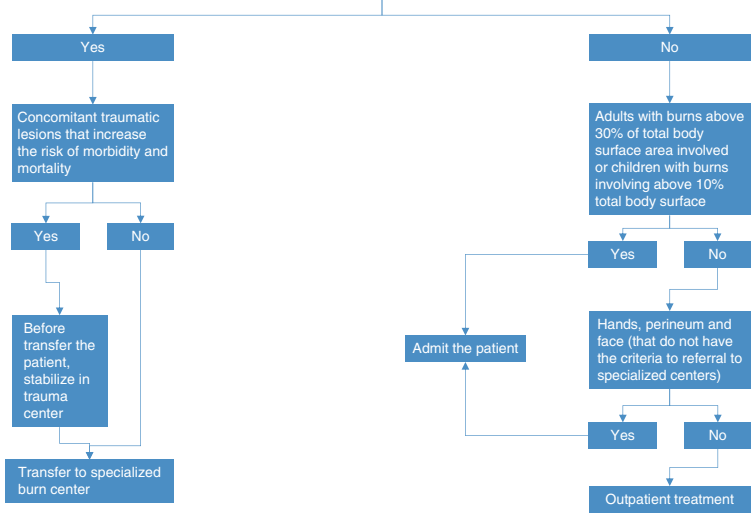 Yes
No
Concomitant traumatic
lesions that increase
the risk of morbidity and
mortality
Adults with burns above
30% of total body
surface area involved
or children with burns
involving above 10%
total body surface
Yes
No
Yes
No
Before
transfer the
patient,
stabilize in
trauma
center
Admit the patient
Hands, perineum and
face (that do not have
the criteria to referral to
specialized centers)
Yes
No
Transfer to specialized
burn center
Outpatient treatment